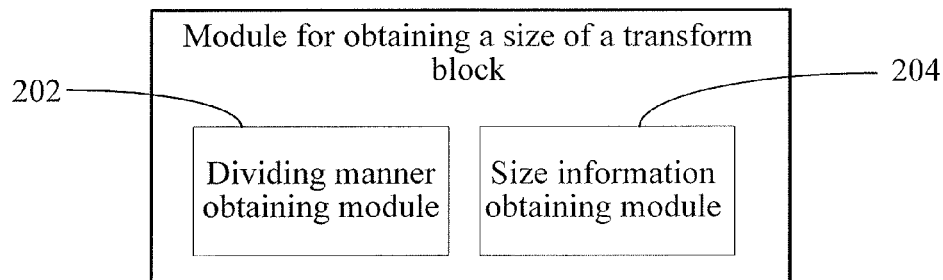 Module for obtaining a size of a transform
block
202
204
Dividing manner
obtaining module
Size information
obtaining module